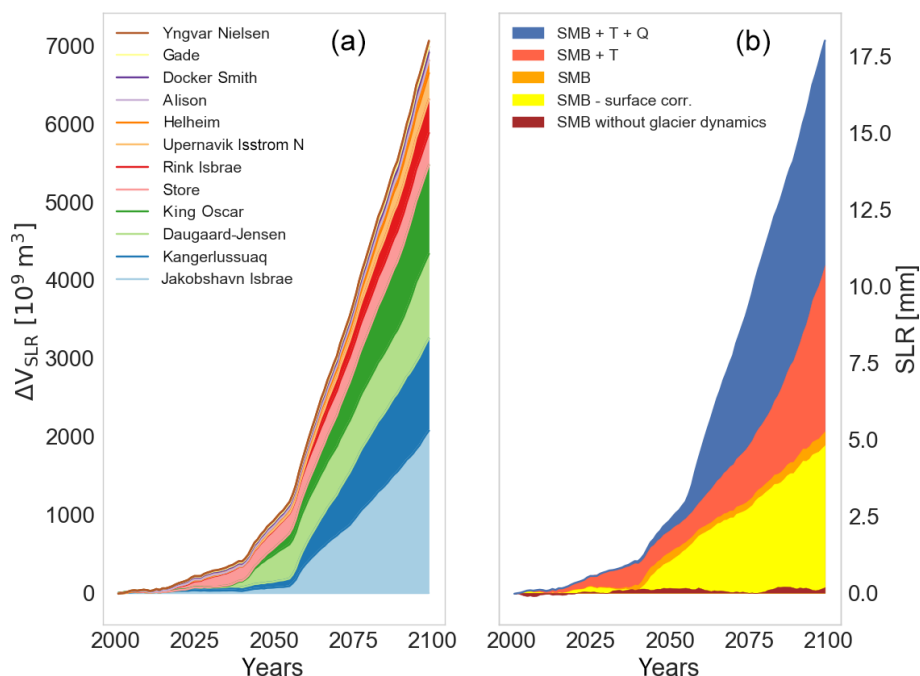 (a)
Yngvar Nielsen
Gade
Docker Smith
Alison
Helheim
Upernavik Isstrom N
Rink Isbrae
Store
King Oscar
Daugaard-Jensen
Kangerlussuaq
Jakobshavn Isbrae
7000
6000
5000
4000
3000
2000
1000
0
ΔV_SLR [10⁹ m³]
2000 2025 2050 2075 2100
Years
(b)
SMB + T + Q
SMB + T
SMB
SMB - surface corr.
SMB without glacier dynamics
17.5
15.0
12.5
10.0
7.5
5.0
2.5
0.0
SLR [mm]
2000 2025 2050 2075 2100
Years